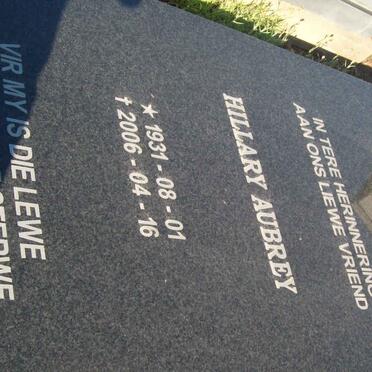 IN TERE HERINNERING
AAN ONS LIEWE VRIEND
HILLARY AUBREY
★ 1931 - 08 - 01
✝ 2006 - 04 - 16
VIR MY IS DIE LEWE